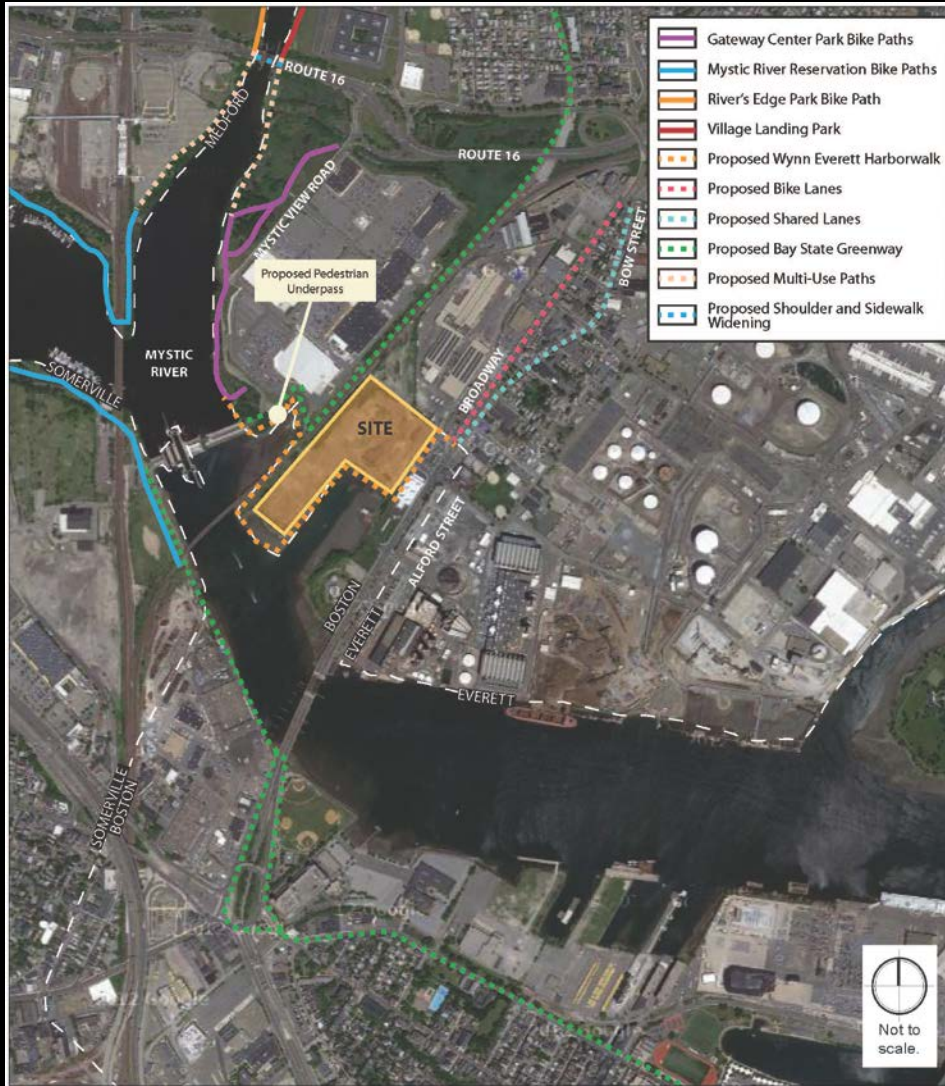 Gateway Center Park Bike Paths
Mystic River Reservation Bike Paths
River's Edge Park Bike Path
Village Landing Park
Proposed Wynn Everett Harborwalk
Proposed Bike Lanes
Proposed Shared Lanes
Proposed Bay State Greenway
Proposed Multi-Use Paths
Proposed Shoulder and Sidewalk
Widening
ROUTE 16
MEDFORD
ROUTE 16
MYSTIC VIEW ROAD
BOW STREET
Proposed Pedestrian
Underpass
MYSTIC
RIVER
SOMERVILLE
BROADWAY
SITE
ALFORD STREET
BOSTON
EVERETT
EVERETT
SOMERVILLE
BOSTON
Not to
scale.